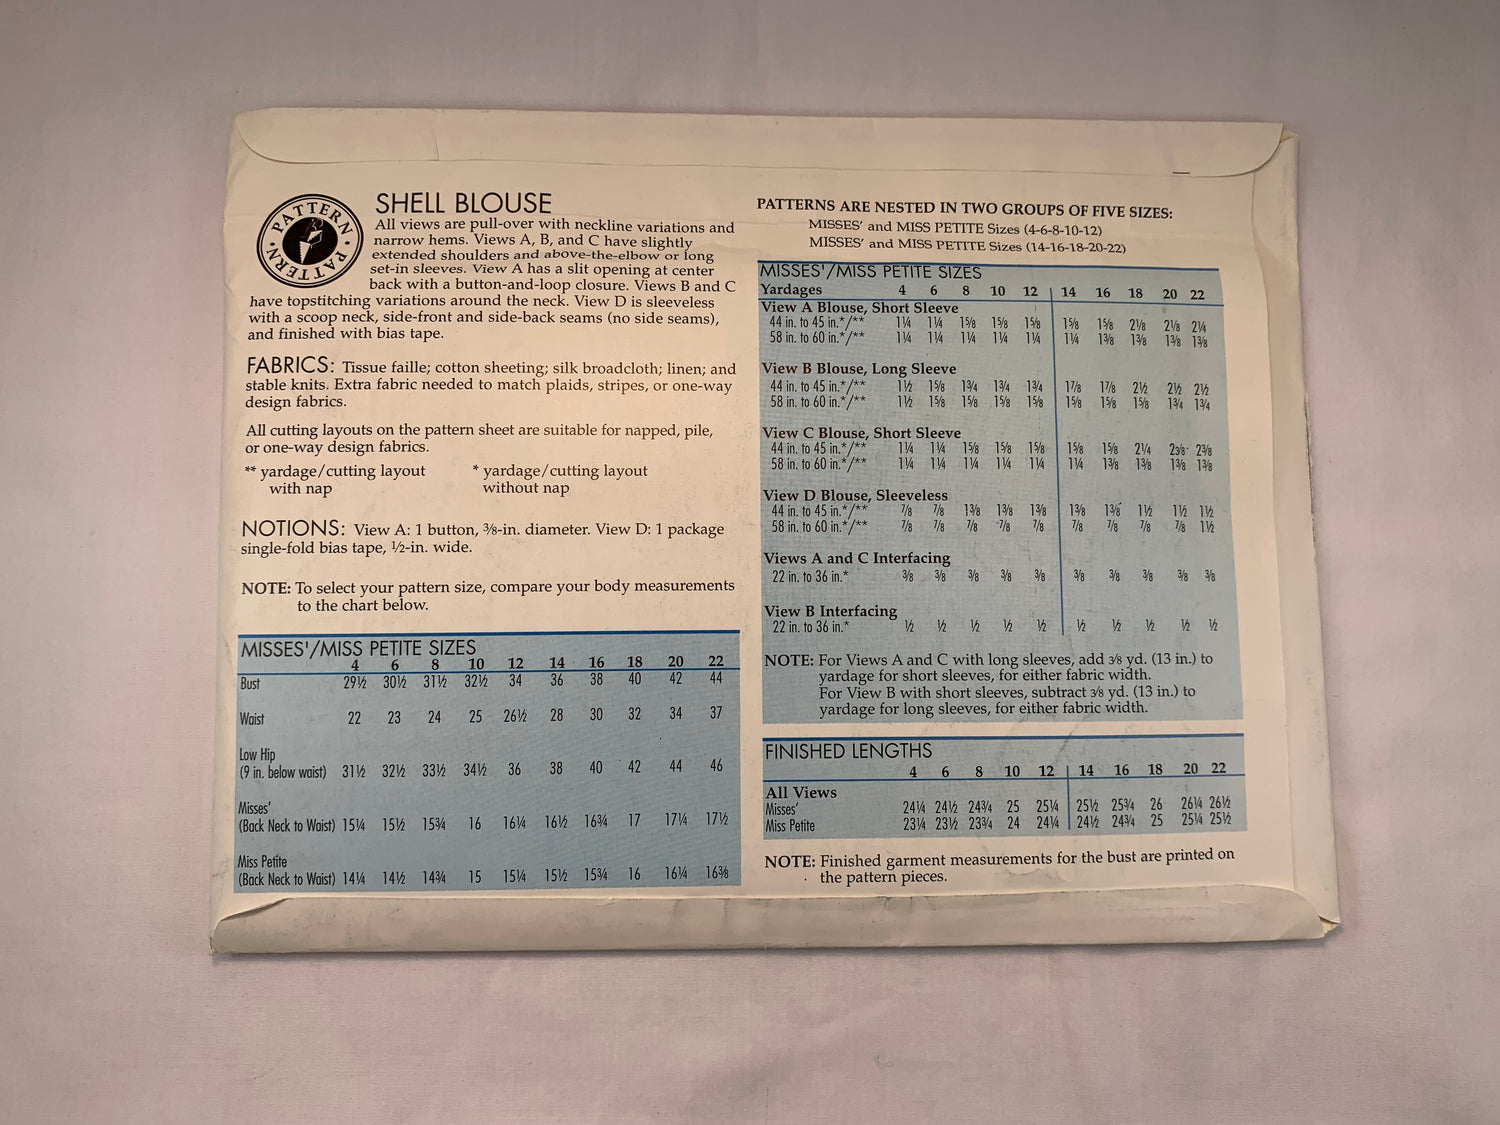 PATTERN · PATTERN ·
SHELL BLOUSE
All views are pull-over with neckline variations and
narrow hems. Views A, B, and C have slightly
extended shoulders and above-the-elbow or long
set-in sleeves. View A has a slit opening at center
back with a button-and-loop closure. Views B and C
have topstitching variations around the neck. View D is sleeveless
with a scoop neck, side-front and side-back seams (no side seams),
and finished with bias tape.
FABRICS: Tissue faille; cotton sheeting; silk broadcloth; linen; and
stable knits. Extra fabric needed to match plaids, stripes, or one-way
design fabrics.
All cutting layouts on the pattern sheet are suitable for napped, pile,
or one-way design fabrics.
** yardage/cutting layout * yardage/cutting layout
with nap without nap
NOTIONS: View A: 1 button, 3/8-in. diameter. View D: 1 package
single-fold bias tape, 1/2-in. wide.
NOTE: To select your pattern size, compare your body measurements
to the chart below.
MISSES'/MISS PETITE SIZES
4 6 8 10 12 14 16 18 20 22
Bust 29½ 30½ 31½ 32½ 34 36 38 40 42 44
Waist 22 23 24 25 26½ 28 30 32 34 37
Low Hip
(9 in. below waist) 31½ 32½ 33½ 34½ 36 38 40 42 44 46
Misses'
(Back Neck to Waist) 15¼ 15½ 15¾ 16 16¼ 16½ 16¾ 17 17¼ 17½
Miss Petite
(Back Neck to Waist) 14¼ 14½ 14¾ 15 15¼ 15½ 15¾ 16 16¼ 16⅜
PATTERNS ARE NESTED IN TWO GROUPS OF FIVE SIZES:
MISSES' and MISS PETITE Sizes (4-6-8-10-12)
MISSES' and MISS PETITE Sizes (14-16-18-20-22)
MISSES'/MISS PETITE SIZES
Yardages 4 6 8 10 12 14 16 18 20 22
View A Blouse, Short Sleeve
44 in. to 45 in.*/** 1¼ 1¼ 1⅝ 1⅝ 1⅝ 1⅝ 1⅝ 2⅛ 2⅛ 2¼
58 in. to 60 in.*/** 1¼ 1¼ 1¼ 1¼ 1¼ 1¼ 1⅜ 1⅜ 1⅜ 1⅜
View B Blouse, Long Sleeve
44 in. to 45 in.*/** 1½ 1⅝ 1¾ 1¾ 1¾ 1⅞ 1⅞ 2½ 2½ 2½
58 in. to 60 in.*/** 1½ 1⅝ 1⅝ 1⅝ 1⅝ 1⅝ 1⅝ 1⅝ 1¾ 1¾
View C Blouse, Short Sleeve
44 in. to 45 in.*/** 1¼ 1¼ 1⅝ 1⅝ 1⅝ 1⅝ 1⅝ 2¼ 2⅜ 2⅜
58 in. to 60 in.*/** 1¼ 1¼ 1¼ 1¼ 1¼ 1¼ 1⅜ 1⅜ 1⅜ 1⅜
View D Blouse, Sleeveless
44 in. to 45 in.*/** ⅞ ⅞ 1⅜ 1⅜ 1⅜ 1⅜ 1⅜ 1½ 1½ 1½
58 in. to 60 in.*/** ⅞ ⅞ ⅞ ⅞ ⅞ ⅞ ⅞ ⅞ ⅞ 1½
Views A and C Interfacing
22 in. to 36 in.* ⅜ ⅜ ⅜ ⅜ ⅜ ⅜ ⅜ ⅜ ⅜ ⅜
View B Interfacing
22 in. to 36 in.* ½ ½ ½ ½ ½ ½ ½ ½ ½ ½
NOTE: For Views A and C with long sleeves, add 3/8 yd. (13 in.) to
yardage for short sleeves, for either fabric width.
For View B with short sleeves, subtract 3/8 yd. (13 in.) to
yardage for long sleeves, for either fabric width.
FINISHED LENGTHS
4 6 8 10 12 14 16 18 20 22
All Views
Misses' 24¼ 24½ 24¾ 25 25¼ 25½ 25¾ 26 26¼ 26½
Miss Petite 23¼ 23½ 23¾ 24 24¼ 24½ 24¾ 25 25¼ 25½
NOTE: Finished garment measurements for the bust are printed on
the pattern pieces.